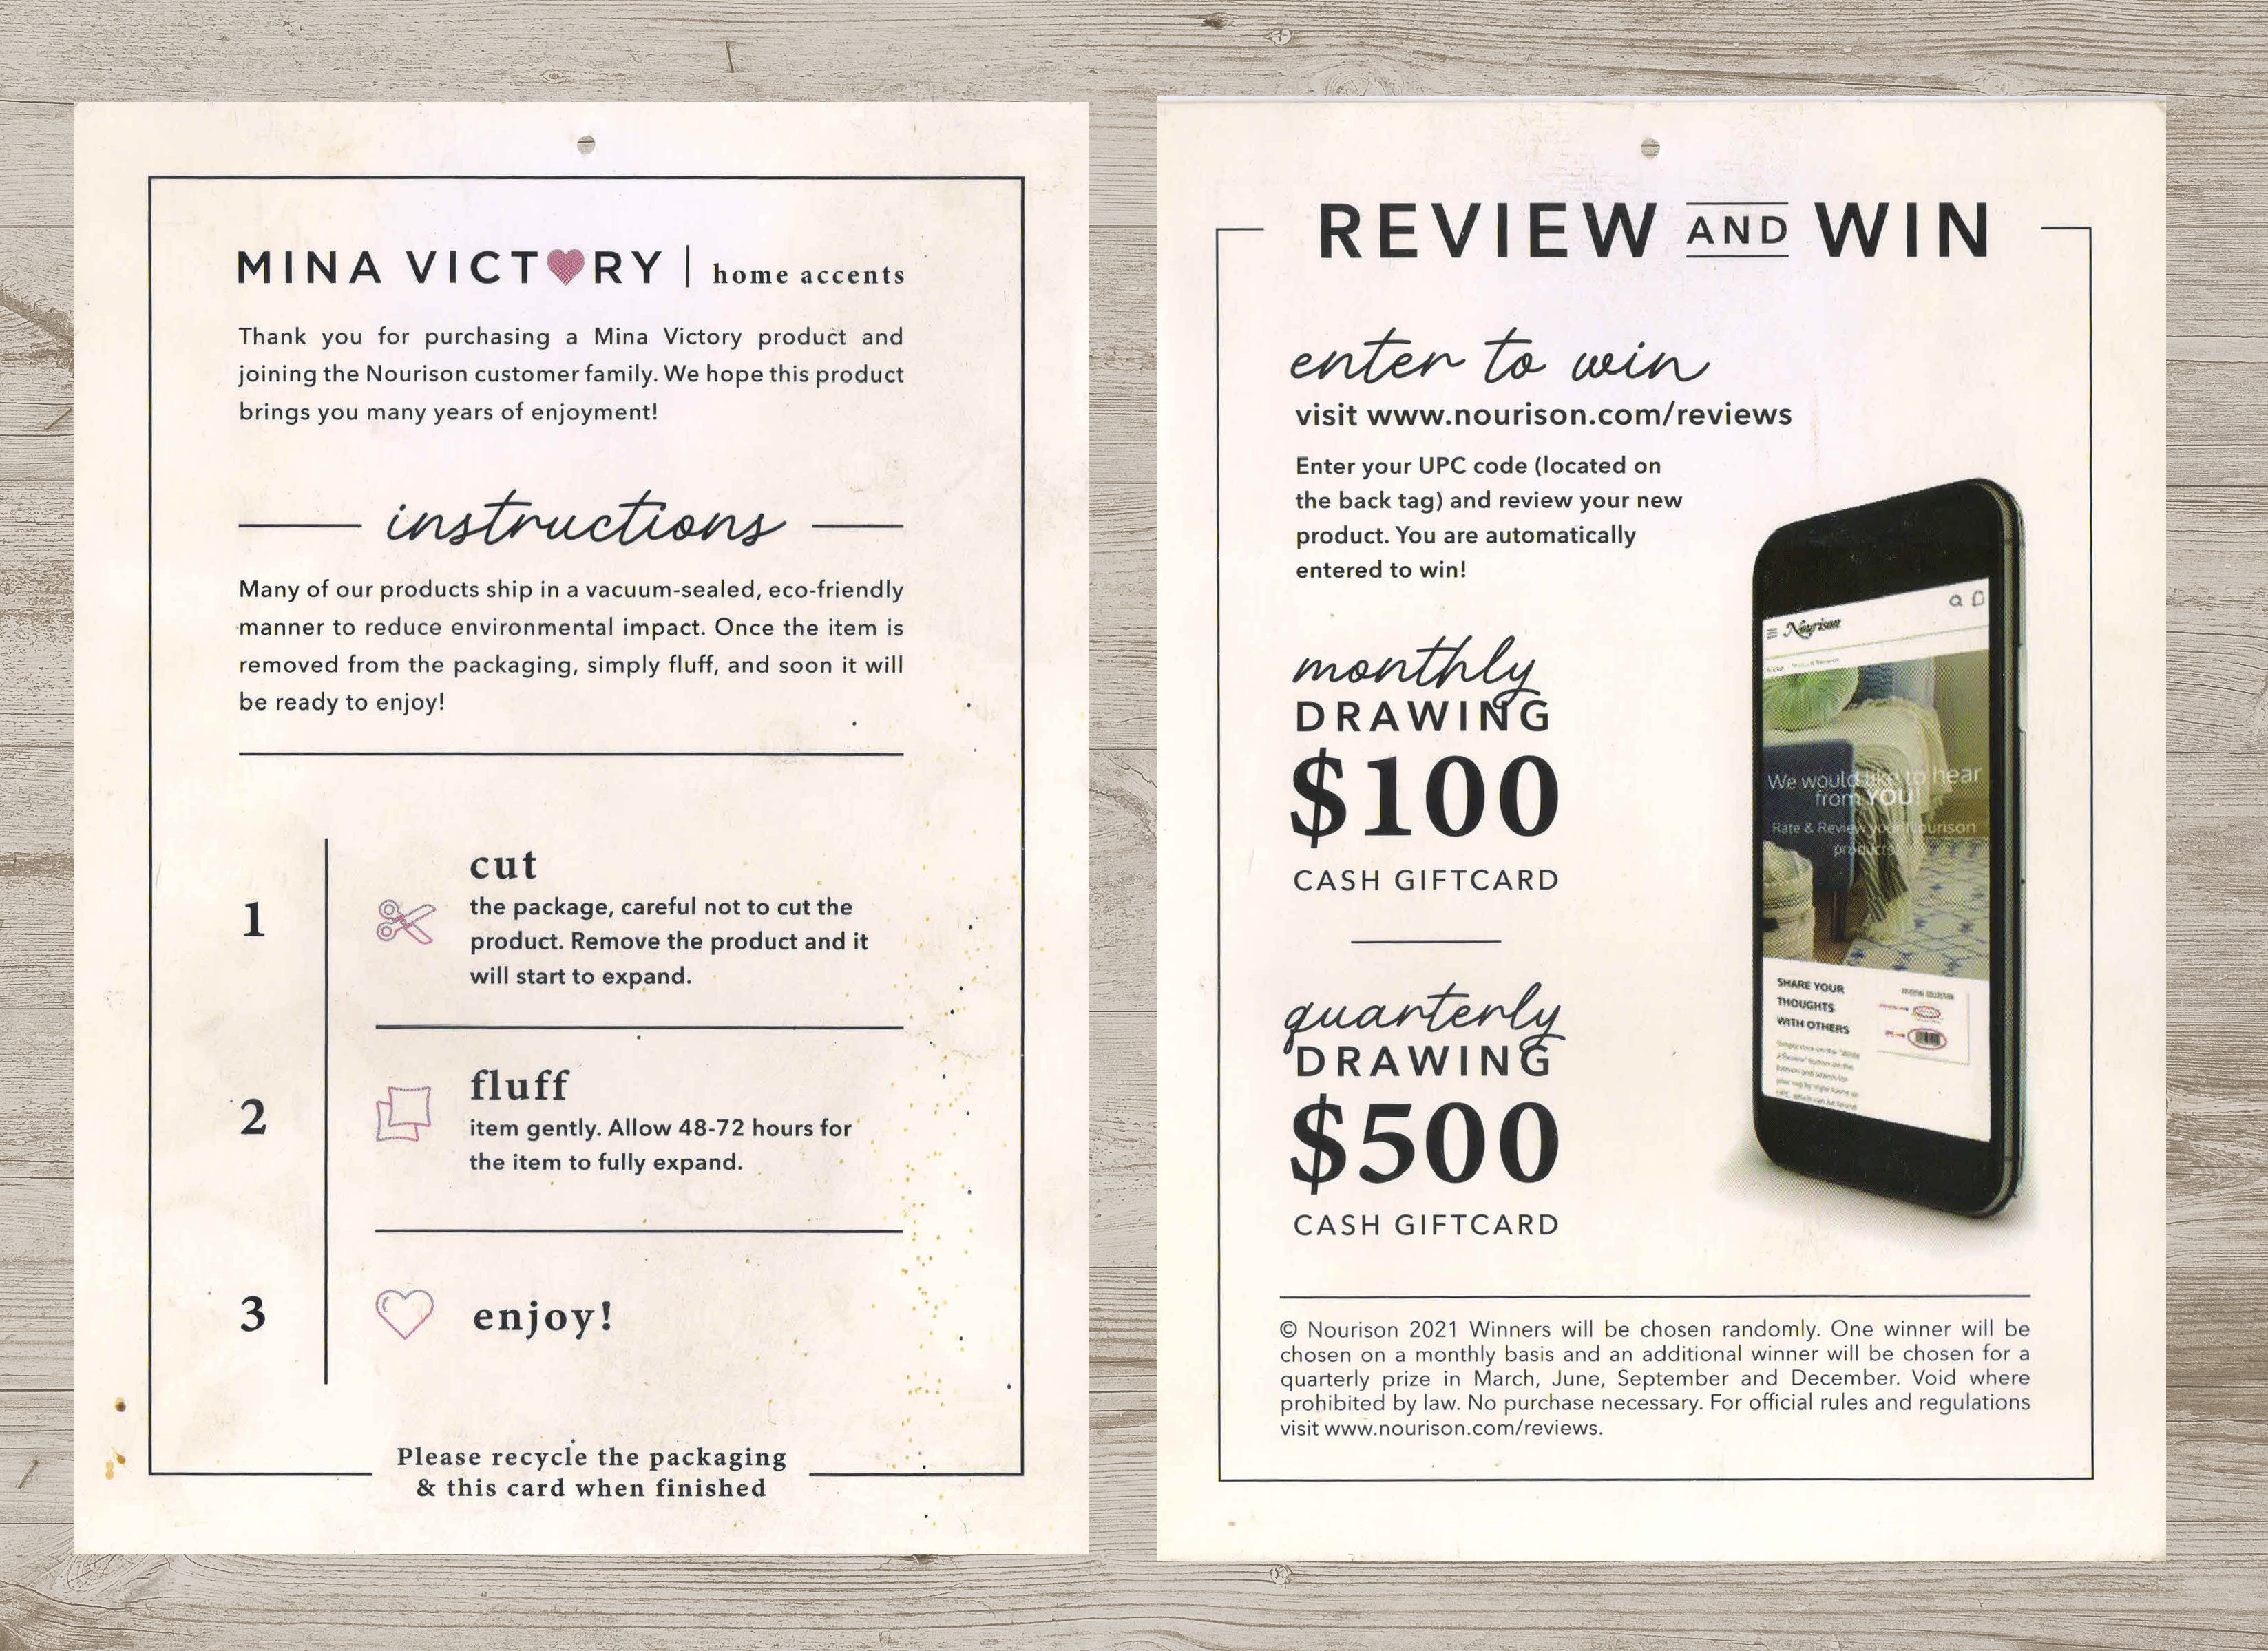 MINA VICTORY | home accents
Thank you for purchasing a Mina Victory product and
joining the Nourison customer family. We hope this product
brings you many years of enjoyment!
instructions
Many of our products ship in a vacuum-sealed, eco-friendly
manner to reduce environmental impact. Once the item is
removed from the packaging, simply fluff, and soon it will
be ready to enjoy!
1
cut
the package, careful not to cut the
product. Remove the product and it
will start to expand.
2
fluff
item gently. Allow 48-72 hours for
the item to fully expand.
3
enjoy!
Please recycle the packaging
& this card when finished
REVIEW AND WIN
enter to win
visit www.nourison.com/reviews
Enter your UPC code (located on
the back tag) and review your new
product. You are automatically
entered to win!
monthly
DRAWING
$100
CASH GIFTCARD
quarterly
DRAWING
$500
CASH GIFTCARD
Nourison
We would like to hear
from YOU!
Rate & Review your Nourison
products!
SHARE YOUR
THOUGHTS
WITH OTHERS
© Nourison 2021 Winners will be chosen randomly. One winner will be
chosen on a monthly basis and an additional winner will be chosen for a
quarterly prize in March, June, September and December. Void where
prohibited by law. No purchase necessary. For official rules and regulations
visit www.nourison.com/reviews.